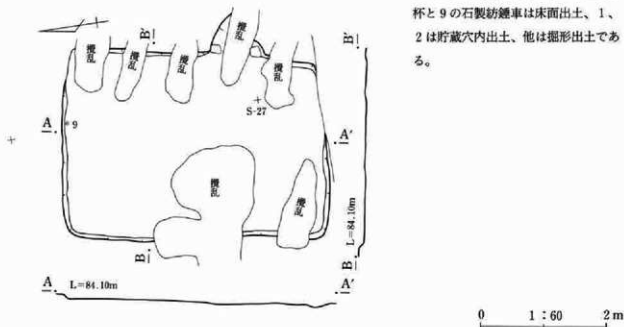 杯と9の石製紡錘車は床面出土、1、
2は貯蔵穴内出土、他は掘形出土であ
る。
B' B'
攪乱 攪乱 攪乱 攪乱 攪乱
S-27
A 9 A'
攪乱 攪乱
L=84.10m
B B
A L=84.10m A'
0 1:60 2m